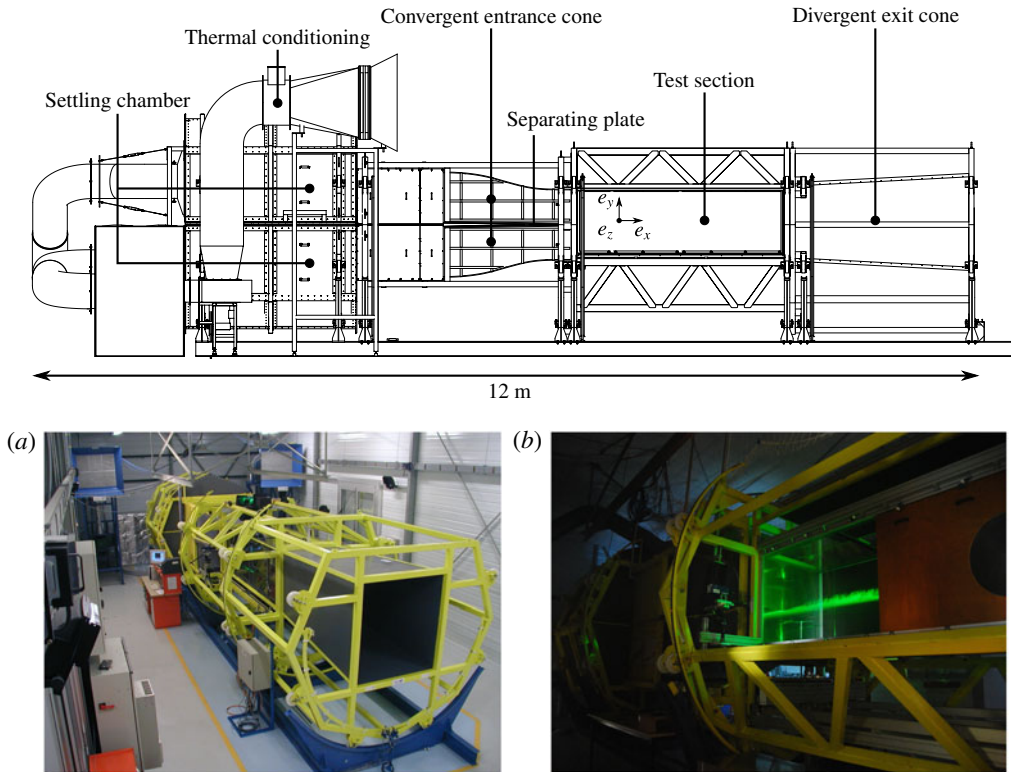 Convergent entrance cone
Divergent exit cone
Thermal conditioning
Settling chamber
Test section
Separating plate
e_y
e_z
e_x
12 m
(a)
(b)